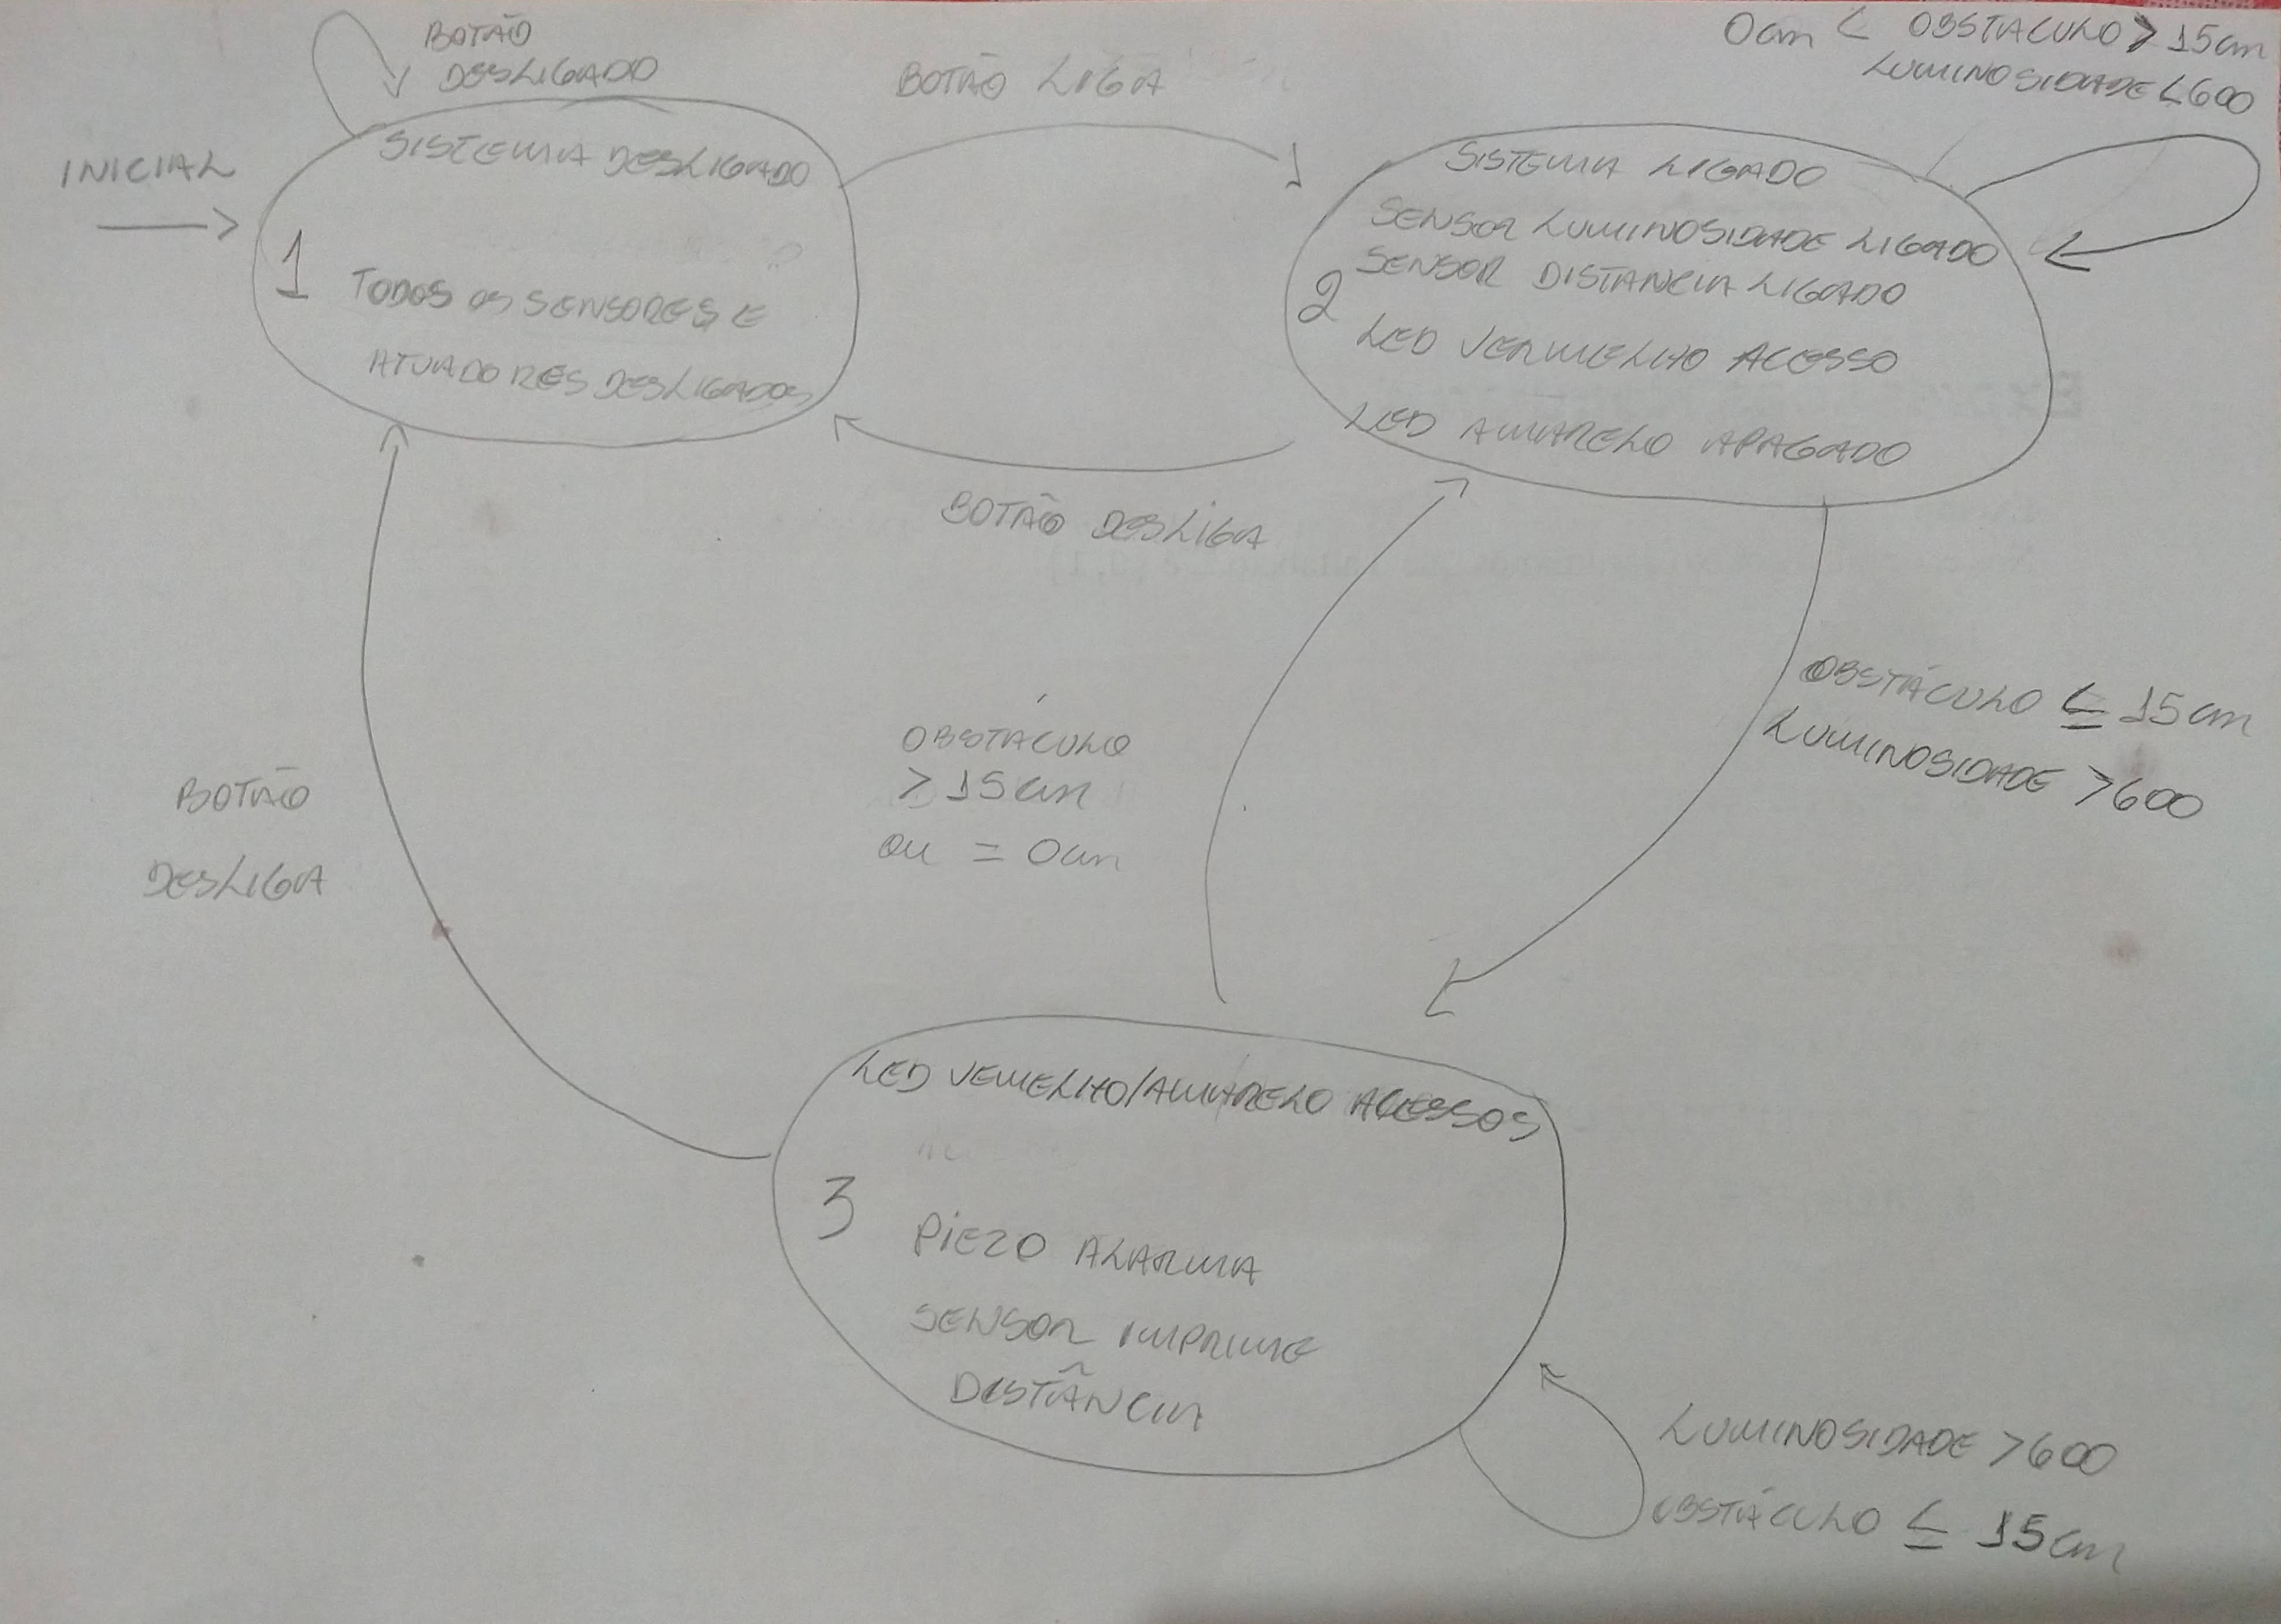 BOTÃO
DESLIGADO
INICIAL
SISTEMA DESLIGADO
1
TODOS OS SENSORES E
ATUADORES DESLIGADOS
BOTÃO LIGA
0cm < OBSTACULO > 15cm
LUMINOSIDADE <600
SISTEMA LIGADO
SENSOR LUMINOSIDADE LIGADO
SENSOR DISTANCIA LIGADO
2
LED VERMELHO ACESSO
LED AMARELO APAGADO
BOTÃO DESLIGA
OBSTÁCULO ≤ 15cm
LUMINOSIDADE >600
OBSTÁCULO
> 15cm
ou = 0cm
BOTÃO
DESLIGA
LED VEMELHO/AMARELO ACESSOS
3
PIEZO ALARMA
SENSOR IMPRIME
DISTÂNCIA
LUMINOSIDADE >600
OBSTÁCULO ≤ 15cm